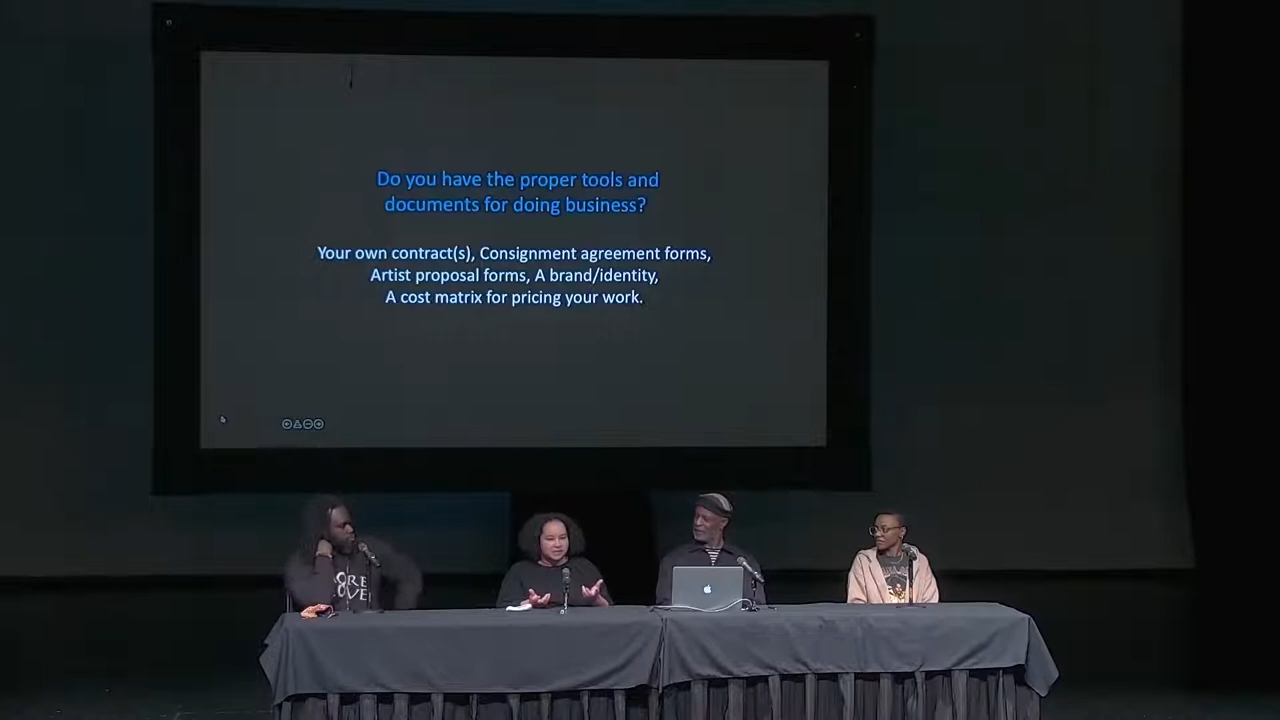 Do you have the proper tools and
documents for doing business?
Your own contract(s), Consignment agreement forms,
Artist proposal forms, A brand/identity,
A cost matrix for pricing your work.